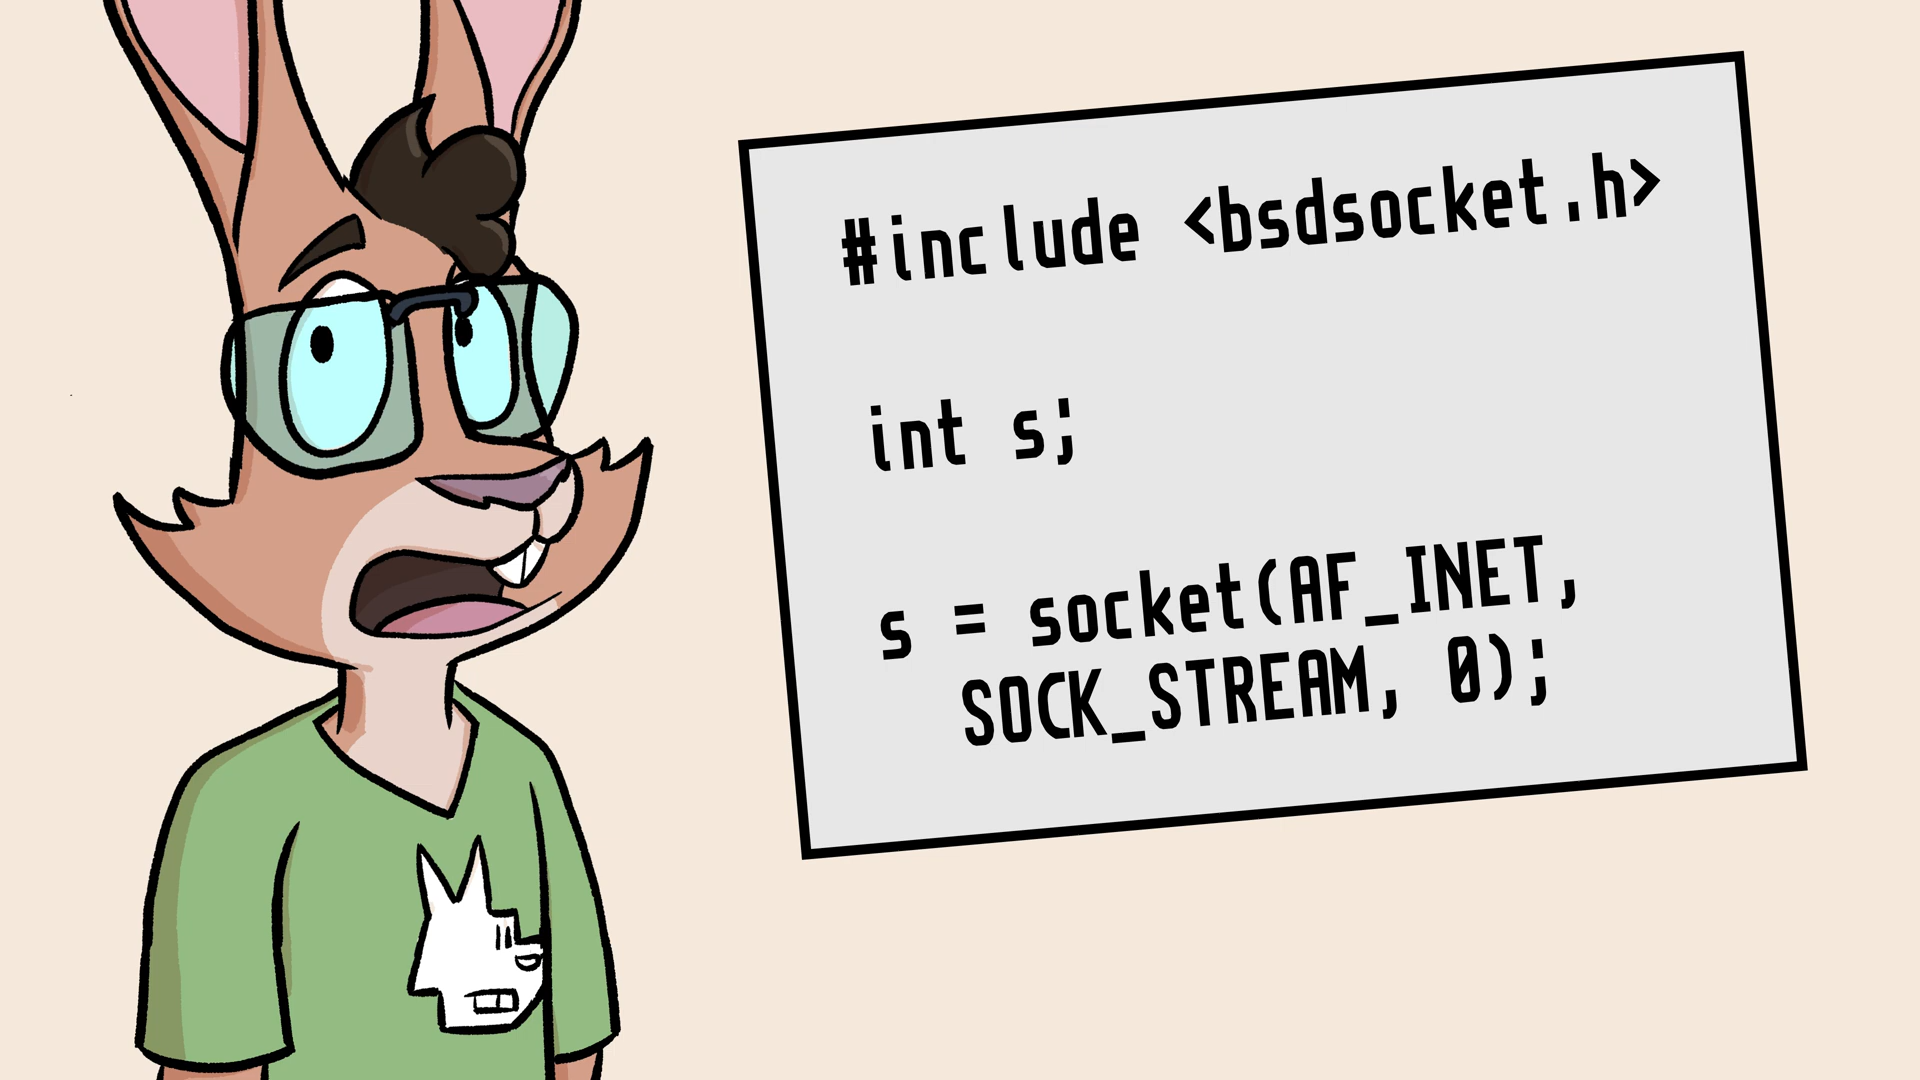 #include <bsdsocket.h>
int s;
s = socket(AF_INET,
SOCK_STREAM, 0);